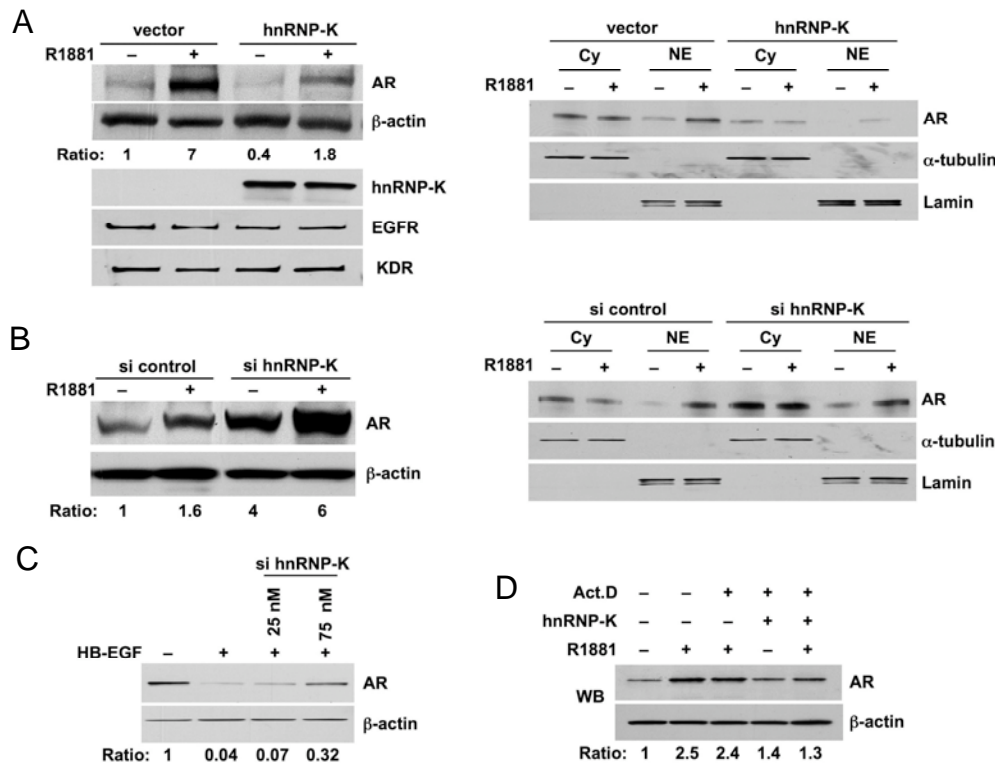 A
vector hnRNP-K
R1881 – + – +
AR
β-actin
Ratio: 1 7 0.4 1.8
hnRNP-K
EGFR
KDR
vector hnRNP-K
Cy NE Cy NE
R1881 – + – + – + – +
AR
α-tubulin
Lamin
B
si control si hnRNP-K
R1881 – + – +
AR
β-actin
Ratio: 1 1.6 4 6
si control si hnRNP-K
Cy NE Cy NE
R1881 – + – + – + – +
AR
α-tubulin
Lamin
C
si hnRNP-K
25 nM 75 nM
HB-EGF – + + +
AR
β-actin
Ratio: 1 0.04 0.07 0.32
D
Act.D – – + + +
hnRNP-K – – – + +
R1881 – + + – +
WB AR
β-actin
Ratio: 1 2.5 2.4 1.4 1.3